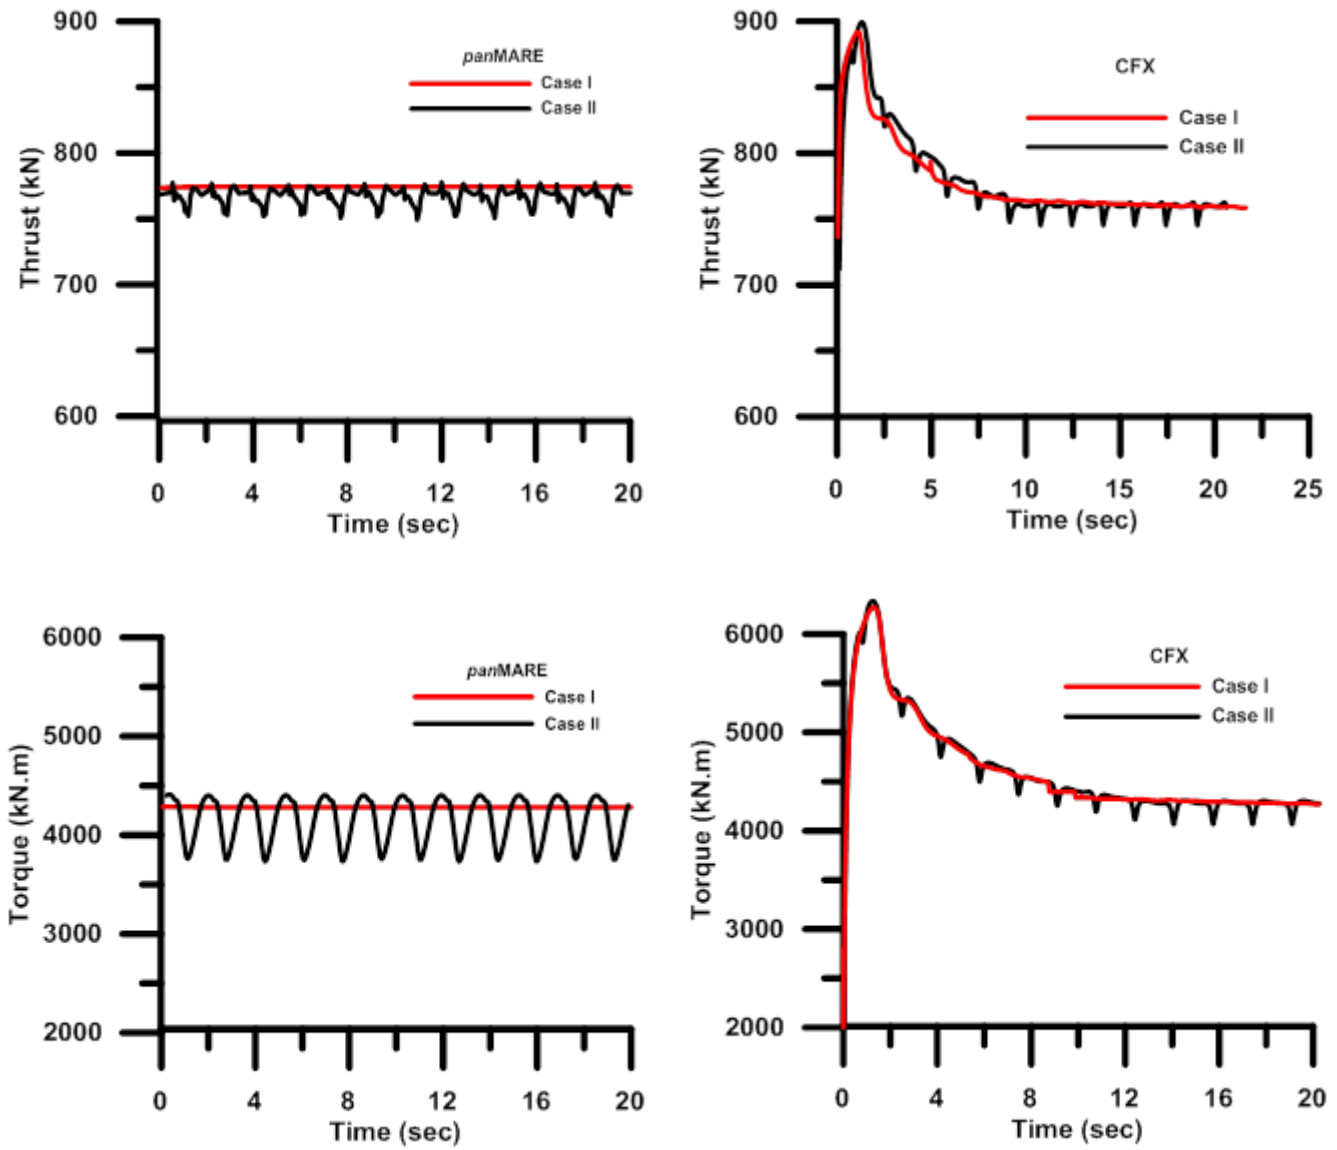 900
800
700
600
Thrust (kN)
panMARE
Case I
Case II
0 4 8 12 16 20
Time (sec)
900
800
700
600
Thrust (kN)
CFX
Case I
Case II
0 5 10 15 20 25
Time (sec)
6000
5000
4000
3000
2000
Torque (kN.m)
panMARE
Case I
Case II
0 4 8 12 16 20
Time (sec)
6000
5000
4000
3000
2000
Torque (kN.m)
CFX
Case I
Case II
0 4 8 12 16 20
Time (sec)